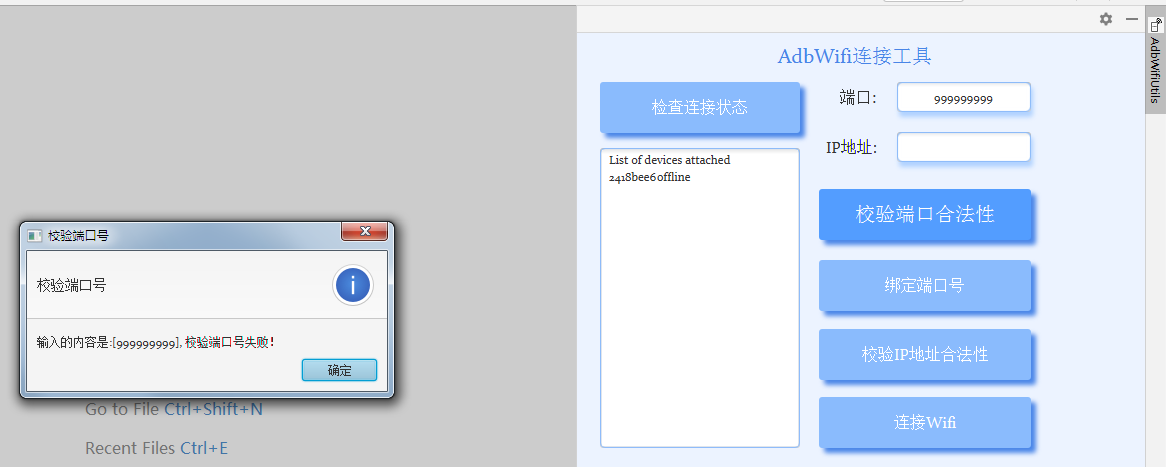 AdbWifi连接工具
检查连接状态
端口:
999999999
IP地址:
List of devices attached
2418bee6offline
校验端口合法性
绑定端口号
校验IP地址合法性
连接Wifi
AdbWifiUtils
校验端口号
校验端口号
输入的内容是:[999999999], 校验端口号失败!
确定
Go to File Ctrl+Shift+N
Recent Files Ctrl+E